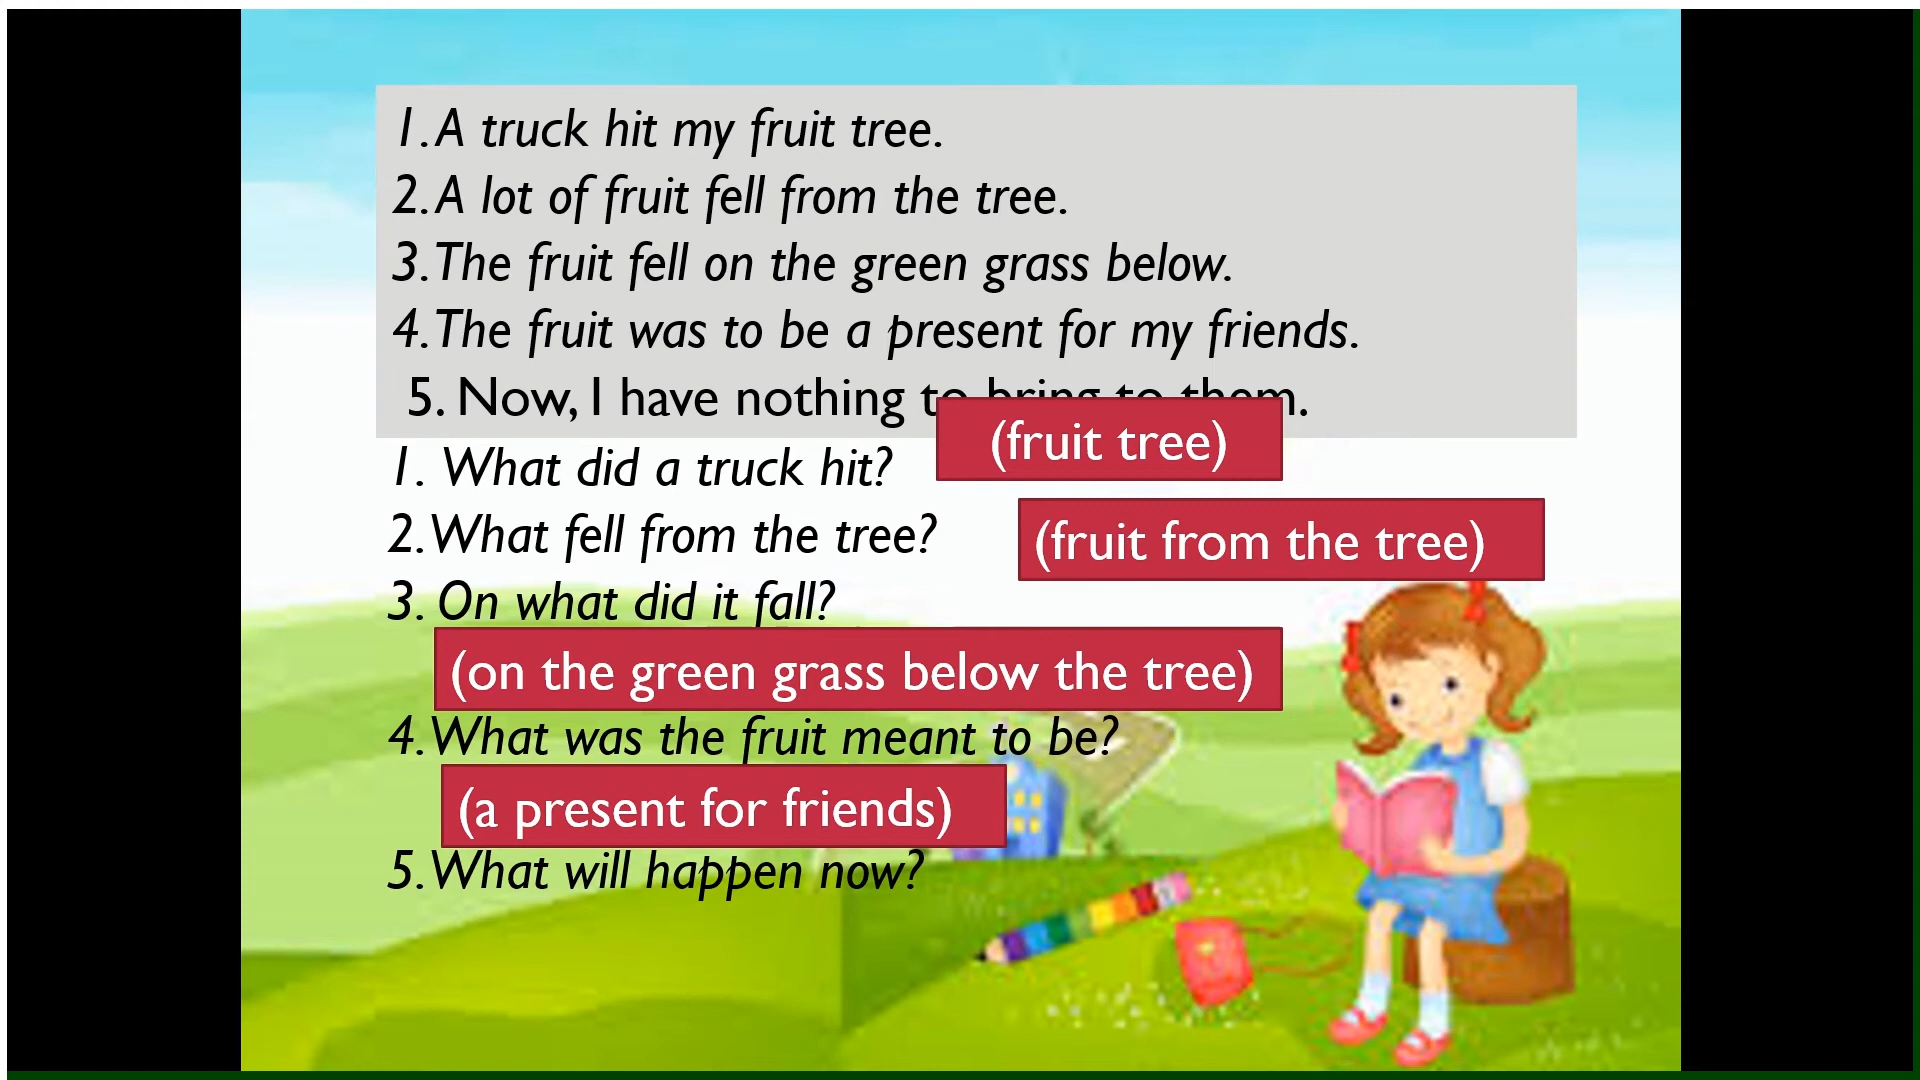 1. A truck hit my fruit tree.
2. A lot of fruit fell from the tree.
3. The fruit fell on the green grass below.
4. The fruit was to be a present for my friends.
5. Now, I have nothing to bring to them.
1. What did a truck hit? (fruit tree)
2. What fell from the tree? (fruit from the tree)
3. On what did it fall?
(on the green grass below the tree)
4. What was the fruit meant to be?
(a present for friends)
5. What will happen now?